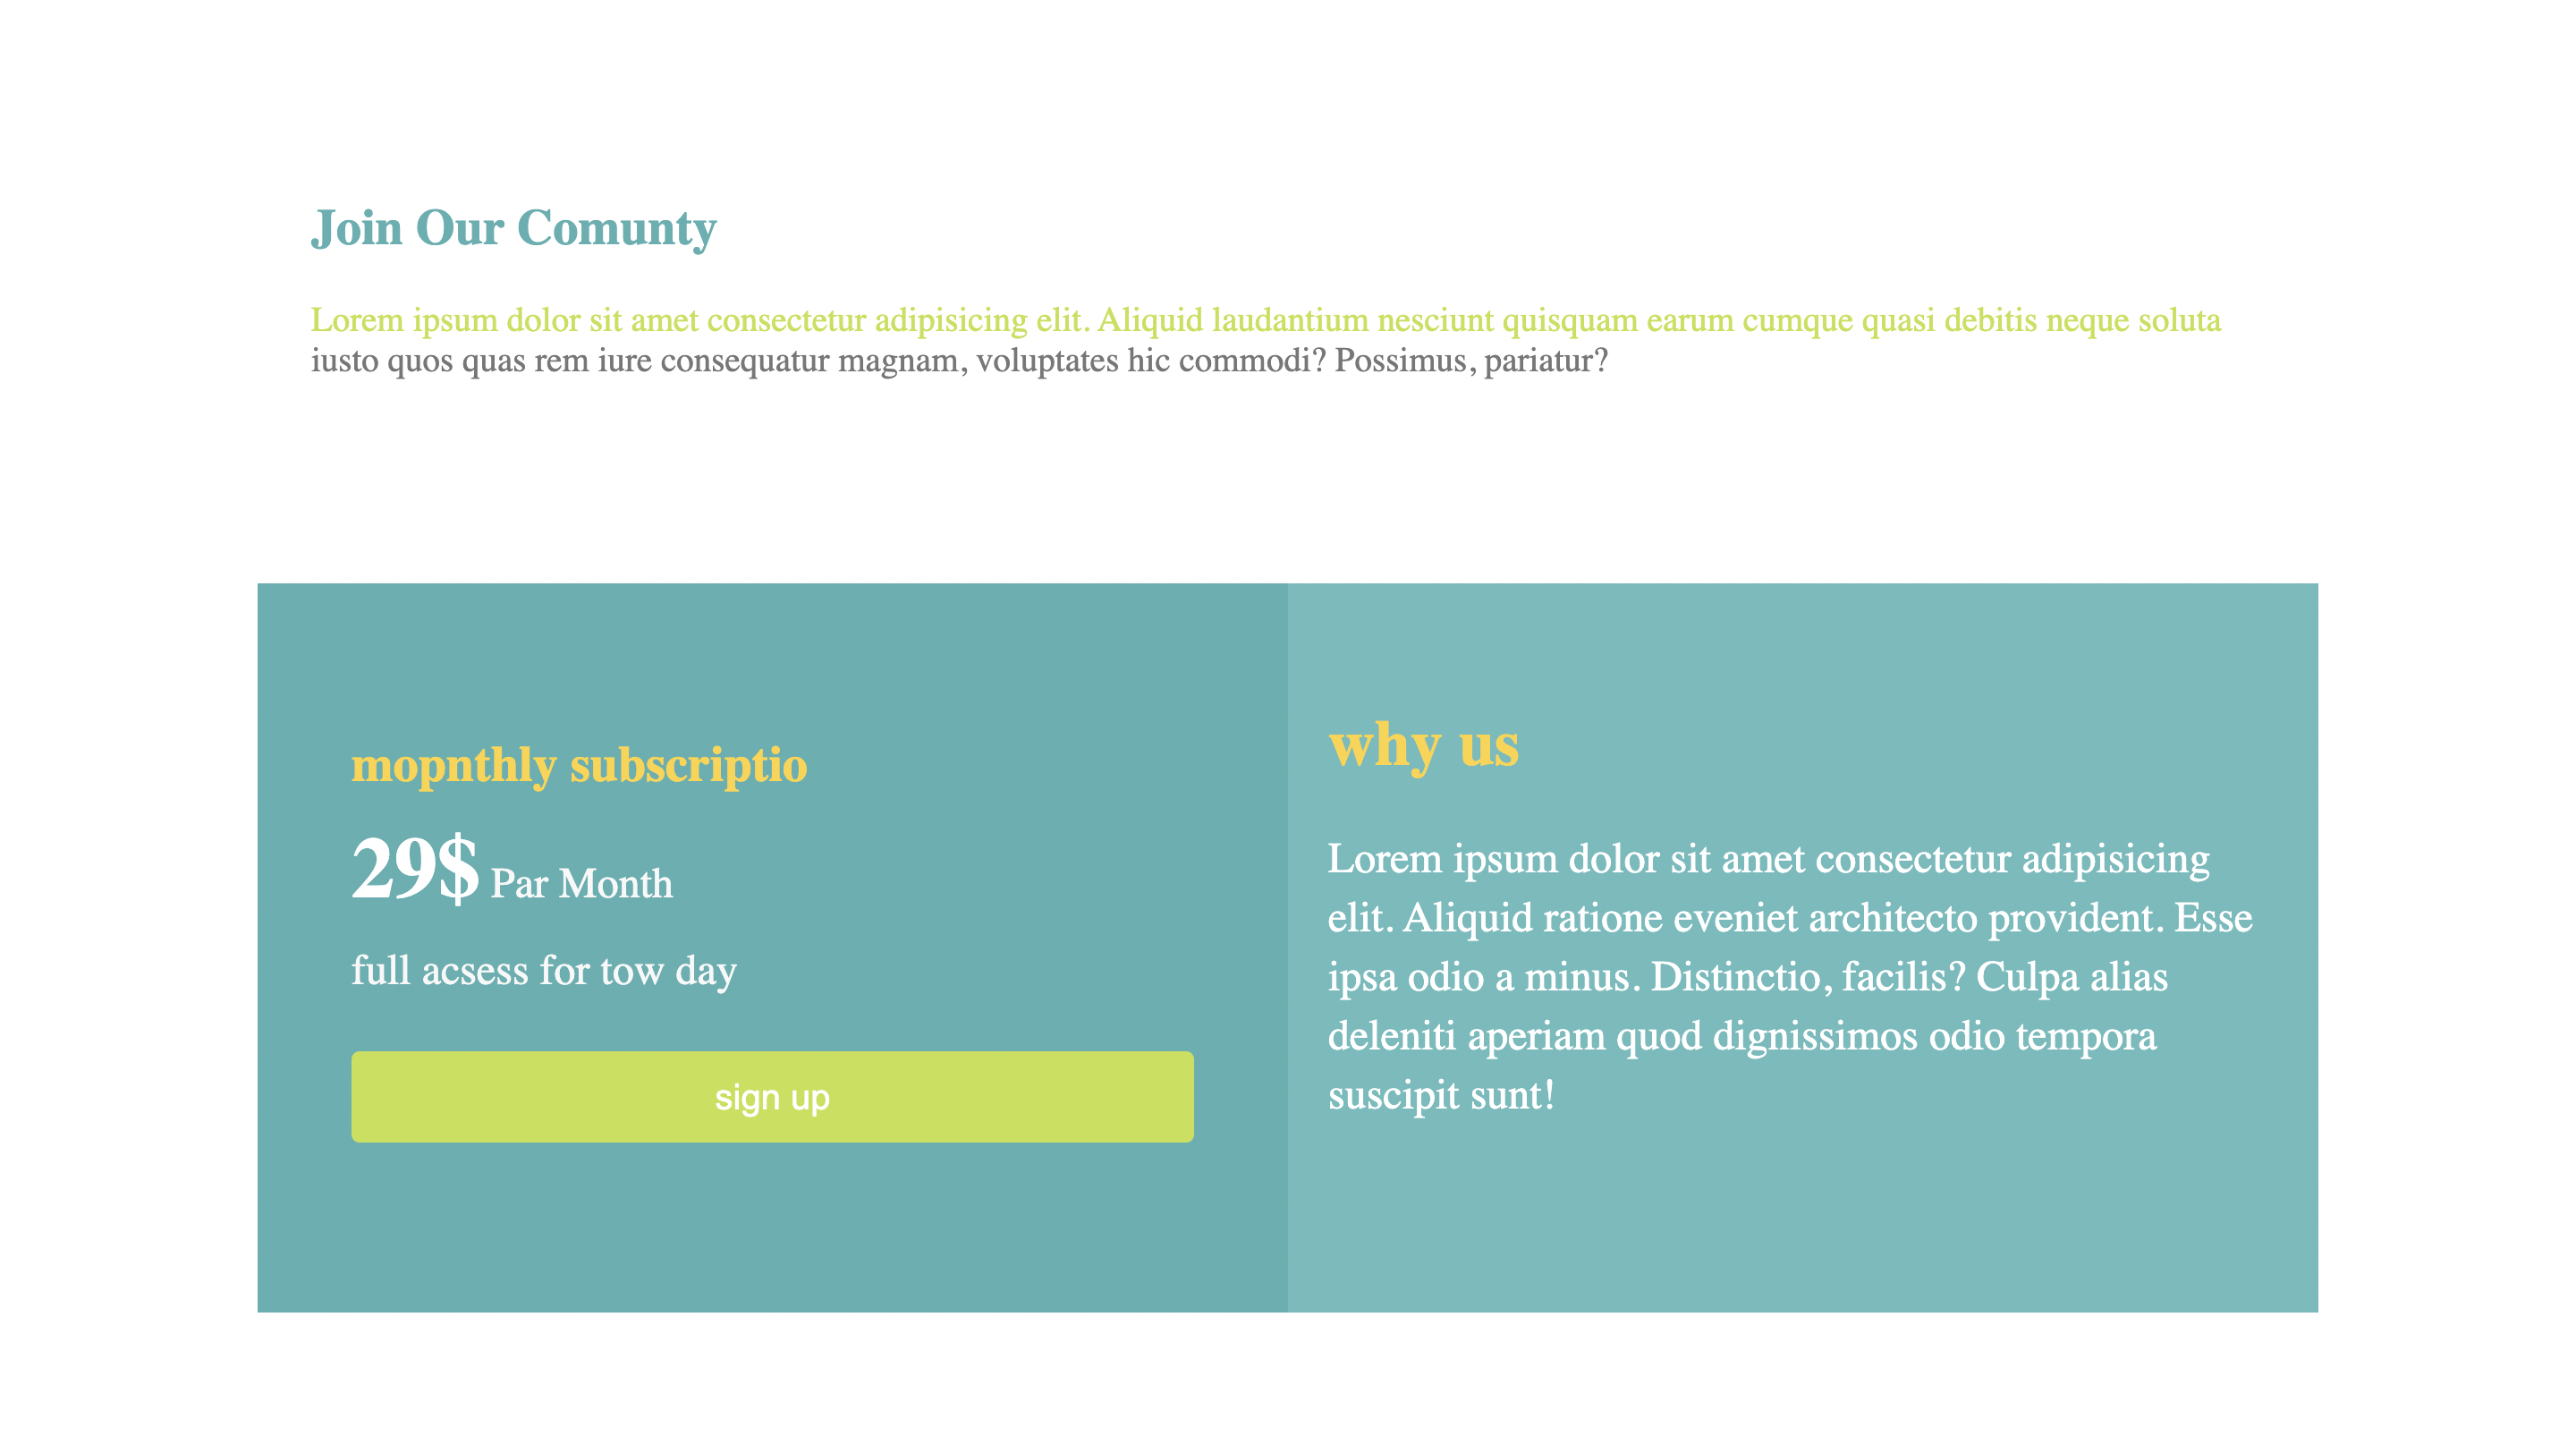 Join Our Comunty
Lorem ipsum dolor sit amet consectetur adipisicing elit. Aliquid laudantium nesciunt quisquam earum cumque quasi debitis neque soluta
iusto quos quas rem iure consequatur magnam, voluptates hic commodi? Possimus, pariatur?
mopnthly subscriptio
29$ Par Month
full acsess for tow day
sign up
why us
Lorem ipsum dolor sit amet consectetur adipisicing
elit. Aliquid ratione eveniet architecto provident. Esse
ipsa odio a minus. Distinctio, facilis? Culpa alias
deleniti aperiam quod dignissimos odio tempora
suscipit sunt!